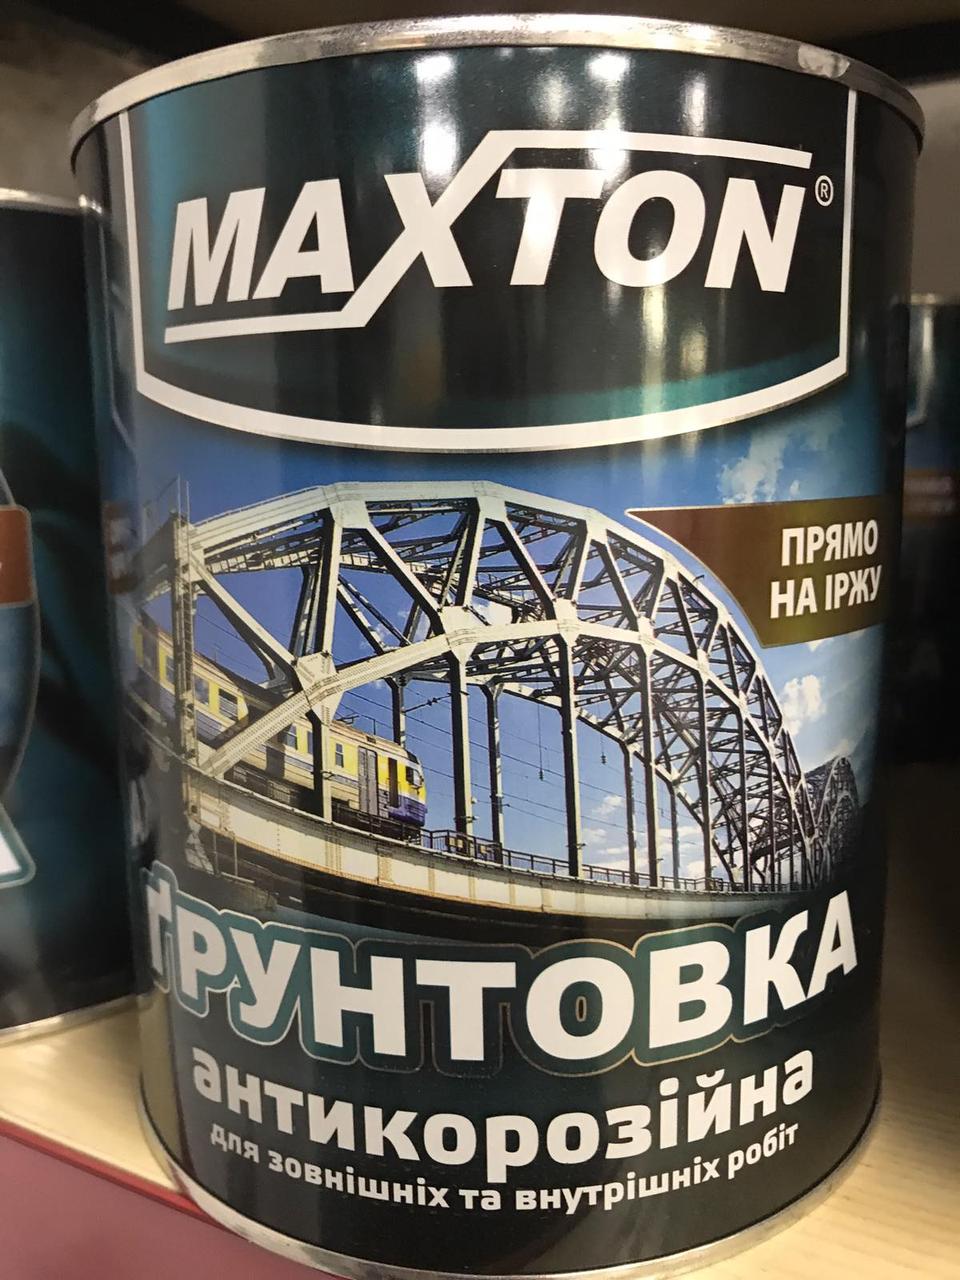 MAXTON®
ПРЯМО
НА ІРЖУ
ҐРУНТОВКА
антикорозійна
для зовнішніх та внутрішніх робіт